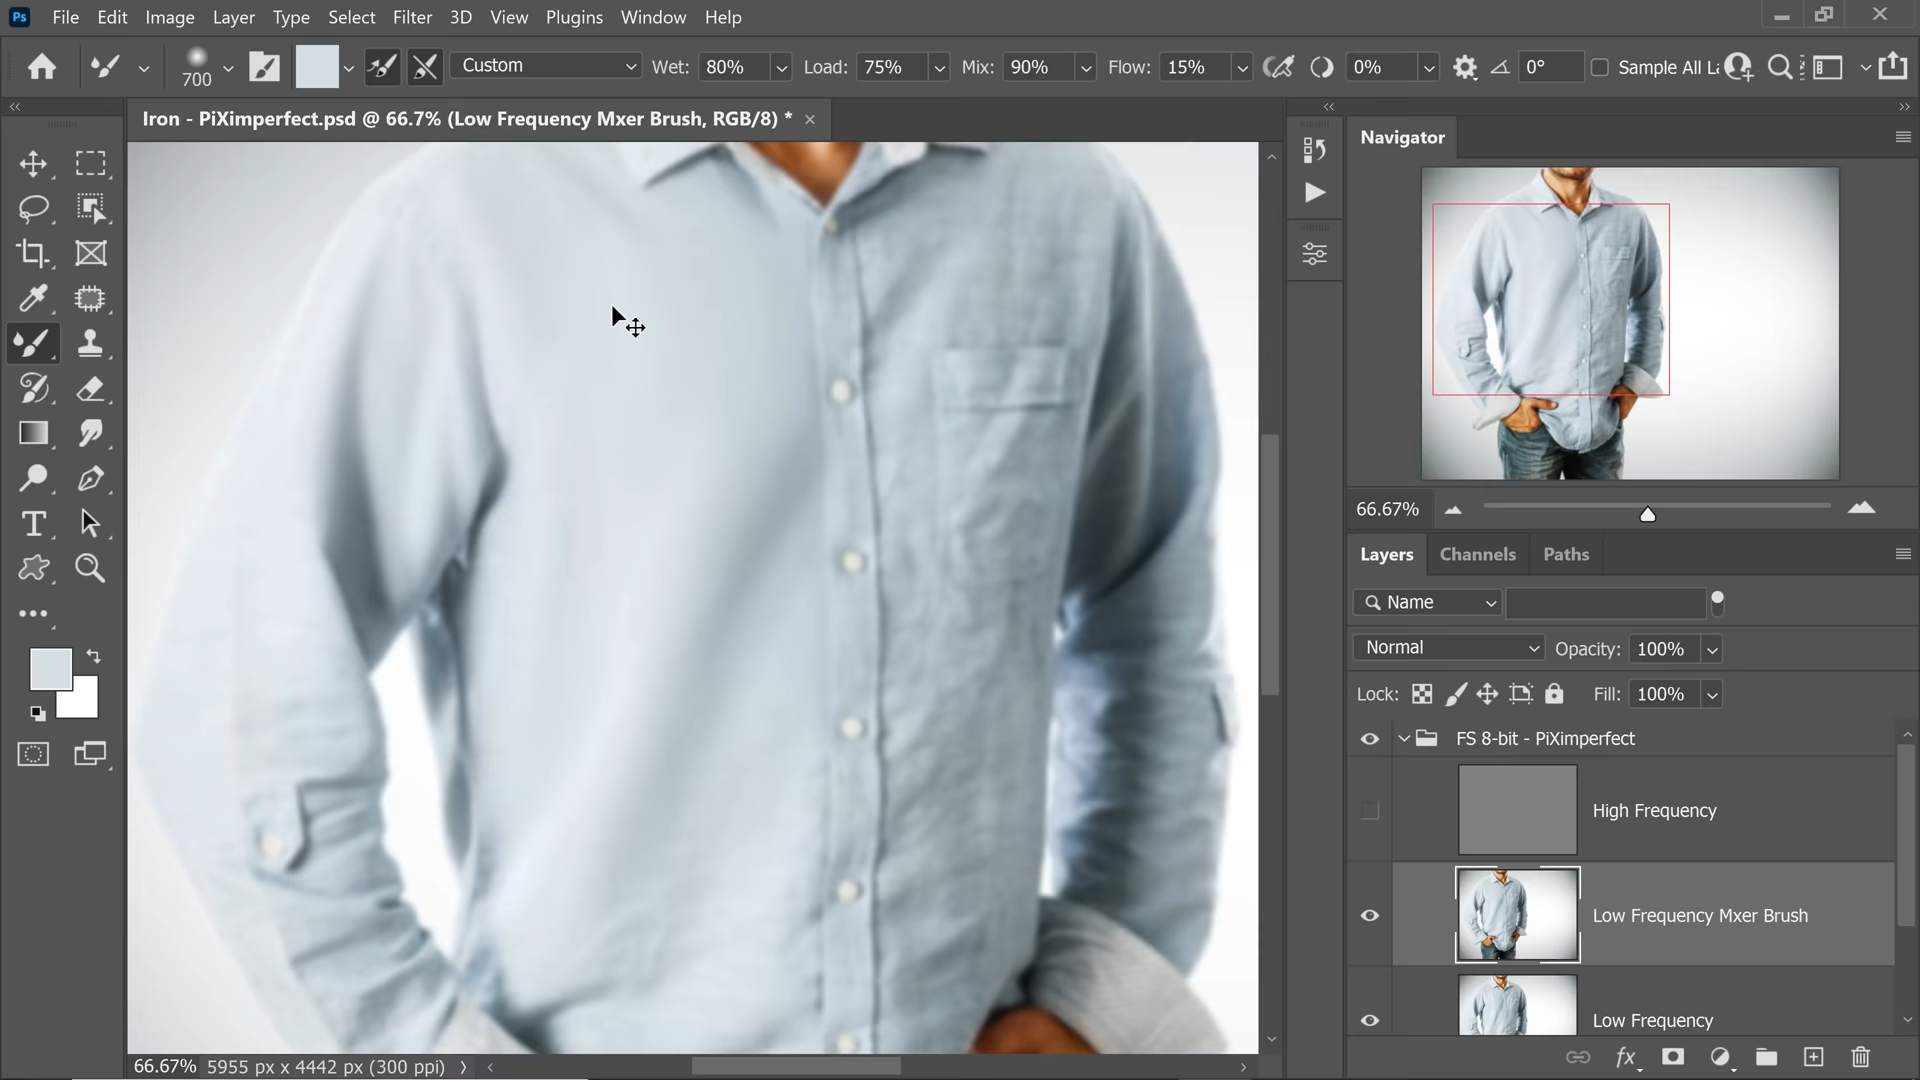 Ps File Edit Image Layer Type Select Filter 3D View Plugins Window Help
700 Custom Wet: 80% Load: 75% Mix: 90% Flow: 15% 0% 0° Sample All La
Iron - PiXimperfect.psd @ 66.7% (Low Frequency Mxer Brush, RGB/8) *
Navigator
66.67%
Layers Channels Paths
Name
Normal Opacity: 100%
Lock: Fill: 100%
FS 8-bit - PiXimperfect
High Frequency
Low Frequency Mxer Brush
Low Frequency
66.67% 5955 px x 4442 px (300 ppi)
fx